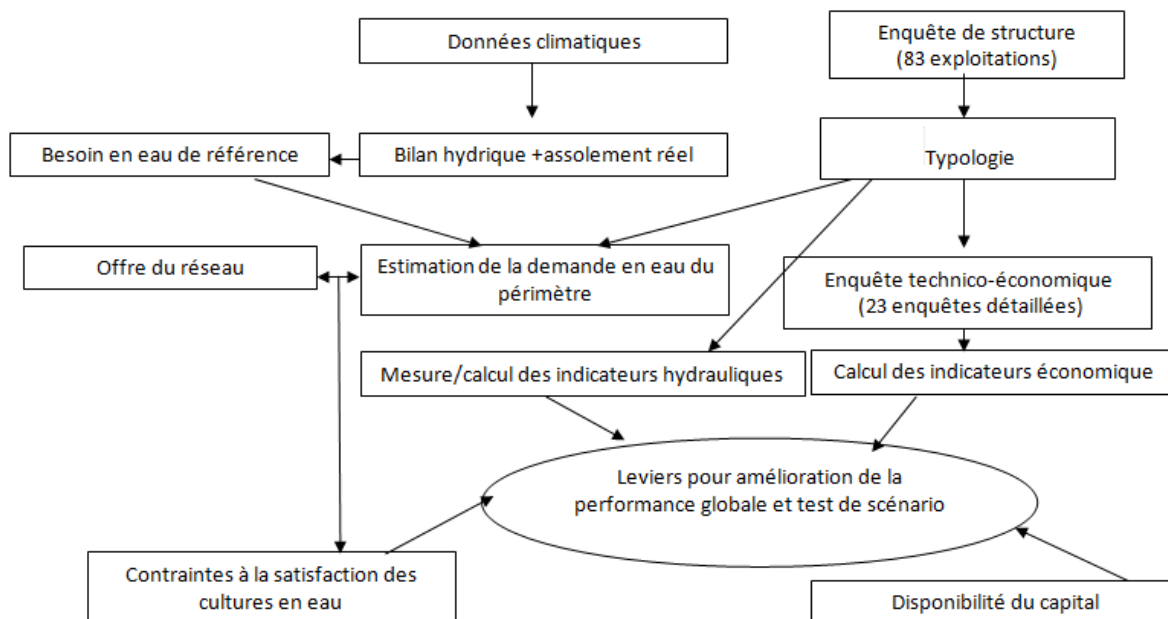 Données climatiques
Enquête de structure
(83 exploitations)
Besoin en eau de référence
Bilan hydrique +assolement réel
Typologie
Offre du réseau
Estimation de la demande en eau du
périmètre
Enquête technico-économique
(23 enquêtes détaillées)
Mesure/calcul des indicateurs hydrauliques
Calcul des indicateurs économique
Leviers pour amélioration de la
performance globale et test de scénario
Contraintes à la satisfaction des
cultures en eau
Disponibilité du capital